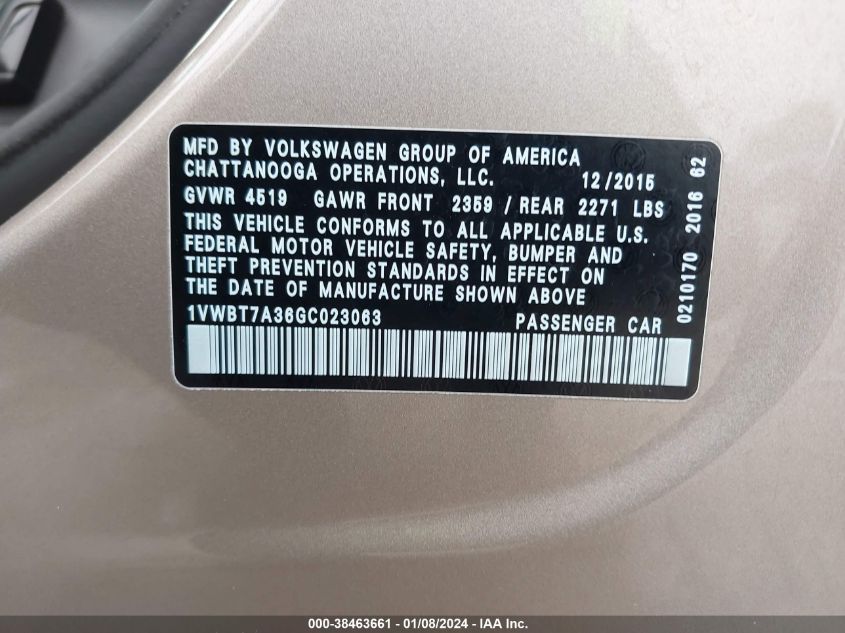 MFD BY VOLKSWAGEN GROUP OF AMERICA
CHATTANOOGA OPERATIONS, LLC. 12/2015
GVWR 4519 GAWR FRONT 2359 / REAR 2271 LBS
THIS VEHICLE CONFORMS TO ALL APPLICABLE U.S.
FEDERAL MOTOR VEHICLE SAFETY, BUMPER AND
THEFT PREVENTION STANDARDS IN EFFECT ON
THE DATE OF MANUFACTURE SHOWN ABOVE
1VWBT7A36GC023063 PASSENGER CAR
0210170 2016 62
000-38463661 - 01/08/2024 - IAA Inc.